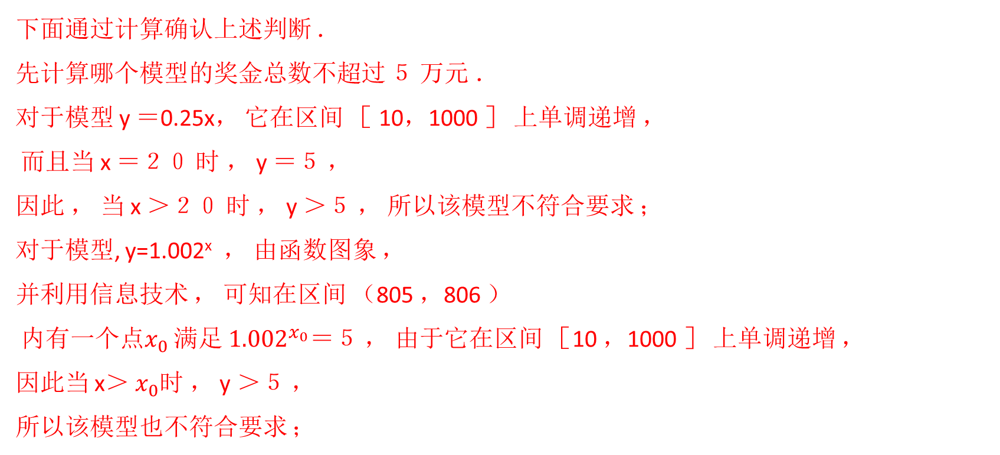 下面通过计算确认上述判断．
先计算哪个模型的奖金总数不超过 ５ 万元．
对于模型 y ＝0.25x， 它在区间［ 10，1000 ］上单调递增，
而且当 x ＝２ ０ 时， y ＝５，
因此， 当 x ＞２ ０ 时， y ＞５， 所以该模型不符合要求；
对于模型, y=1.002ˣ ， 由函数图象，
并利用信息技术， 可知在区间（805，806 ）
内有一个点x₀ 满足 1.002^{x₀}＝５， 由于它在区间［10，1000 ］上单调递增，
因此当 x＞ x₀时， y ＞５，
所以该模型也不符合要求；